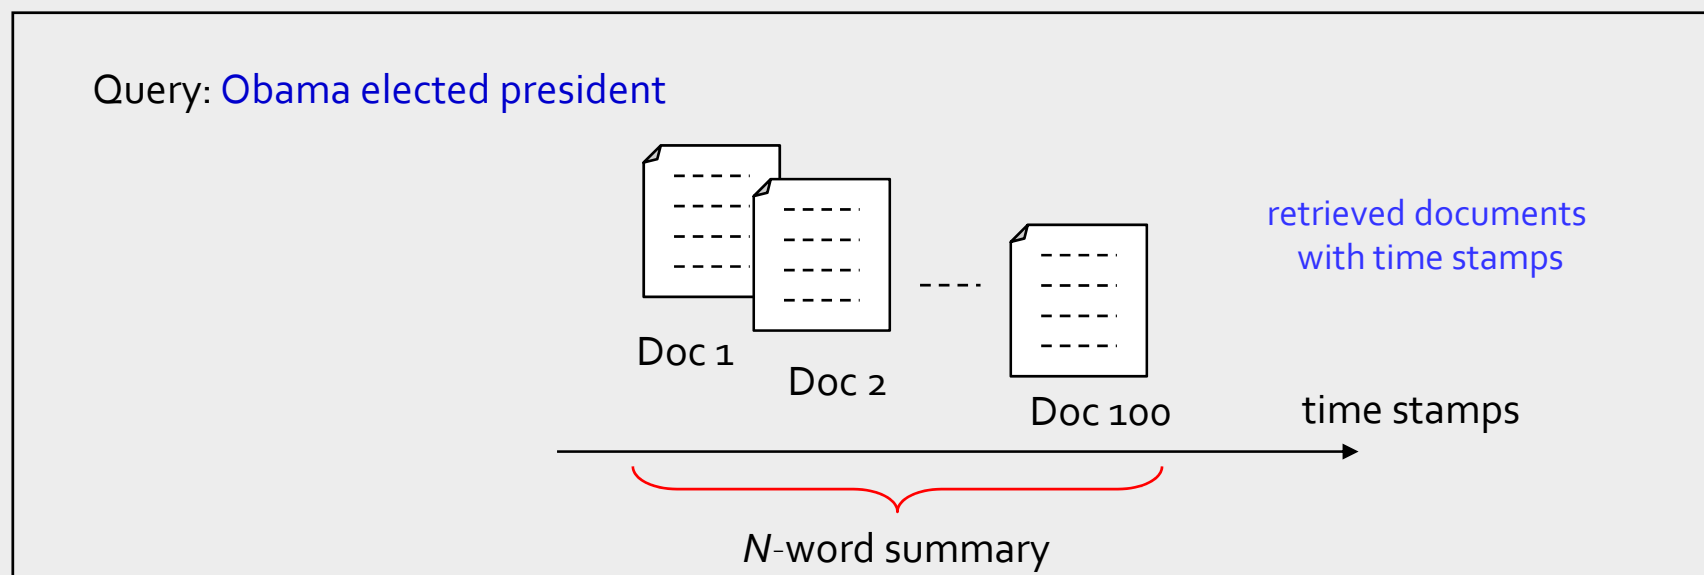 Query: Obama elected president
retrieved documents
with time stamps
Doc 1
Doc 2
Doc 100
time stamps
N-word summary